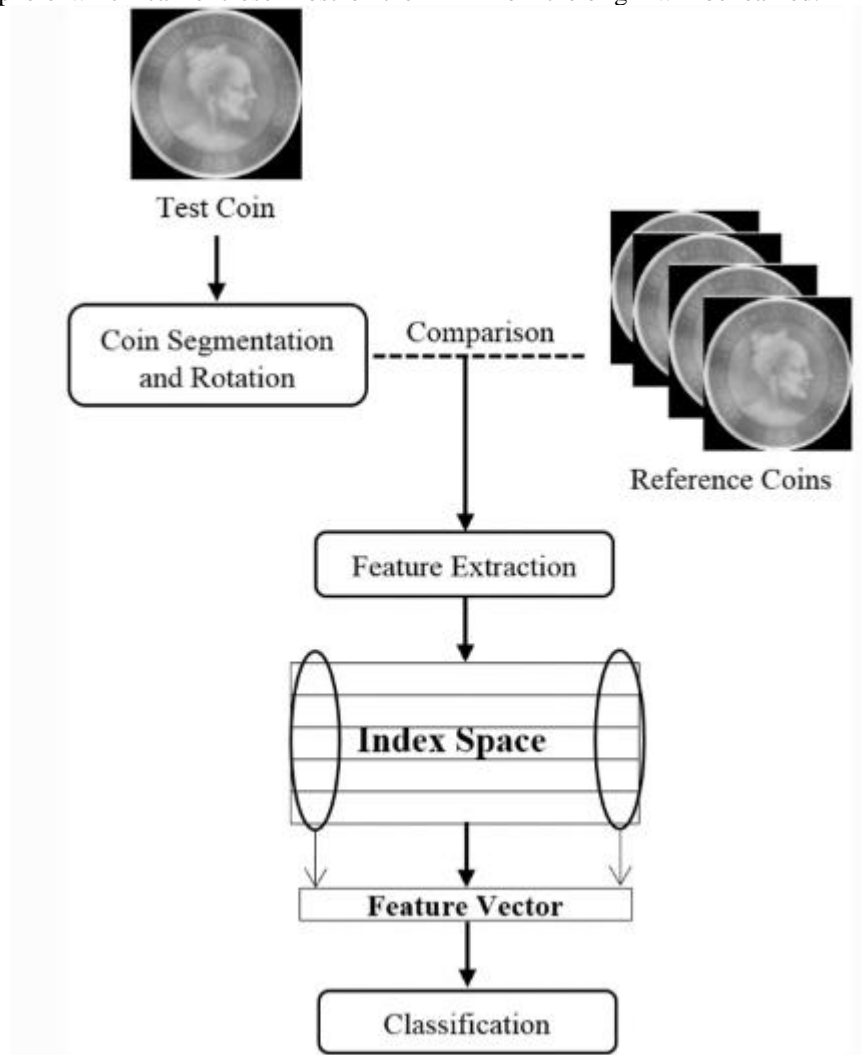 Test Coin
Coin Segmentation
and Rotation
Comparison
Reference Coins
Feature Extraction
Index Space
Feature Vector
Classification